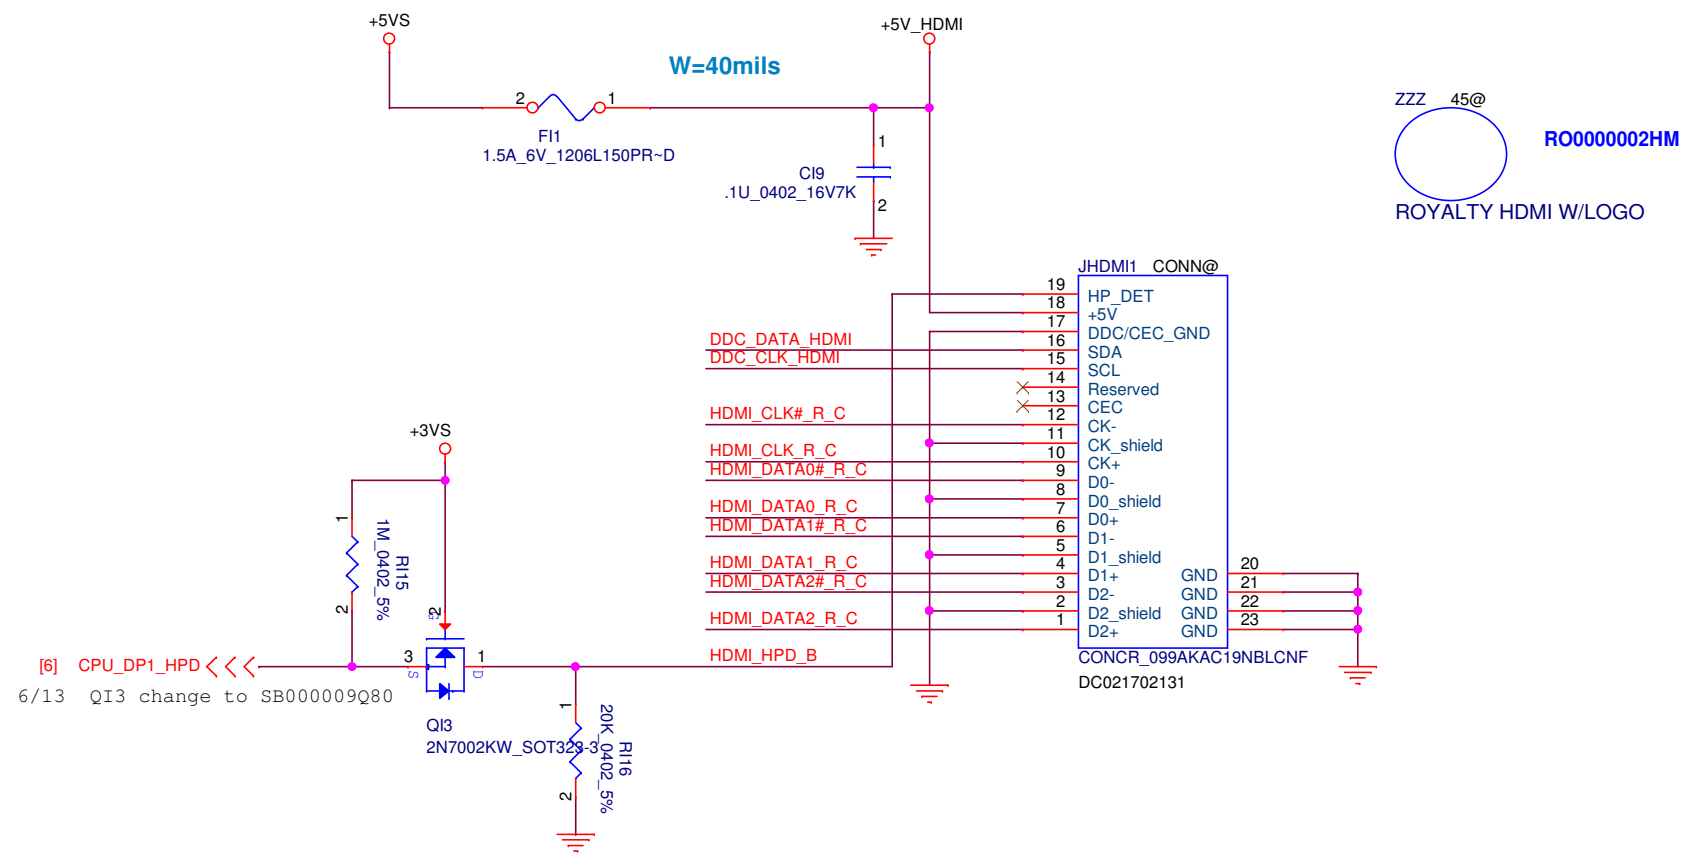 +5VS
+5V_HDMI
W=40mils
2
1
FI1
1.5A_6V_1206L150PR~D
1
CI9
.1U_0402_16V7K
2
ZZZ 45@
RO0000002HM
ROYALTY HDMI W/LOGO
JHDMI1 CONN@
19 HP_DET
18 +5V
17 DDC/CEC_GND
DDC_DATA_HDMI 16 SDA
DDC_CLK_HDMI 15 SCL
14 Reserved
13 CEC
HDMI_CLK#_R_C 12 CK-
11 CK_shield
HDMI_CLK_R_C 10 CK+
HDMI_DATA0#_R_C 9 D0-
8 D0_shield
HDMI_DATA0_R_C 7 D0+
HDMI_DATA1#_R_C 6 D1-
5 D1_shield
HDMI_DATA1_R_C 4 D1+ GND 20
HDMI_DATA2#_R_C 3 D2- GND 21
2 D2_shield GND 22
HDMI_DATA2_R_C 1 D2+ GND 23
HDMI_HPD_B
CONCR_099AKAC19NBLCNF
DC021702131
+3VS
1
RI15
1M_0402_5%
2
2
G
[6] CPU_DP1_HPD
3
S
1
D
6/13 QI3 change to SB000009Q80
QI3
2N7002KW_SOT323-3
1
RI16
20K_0402_5%
2